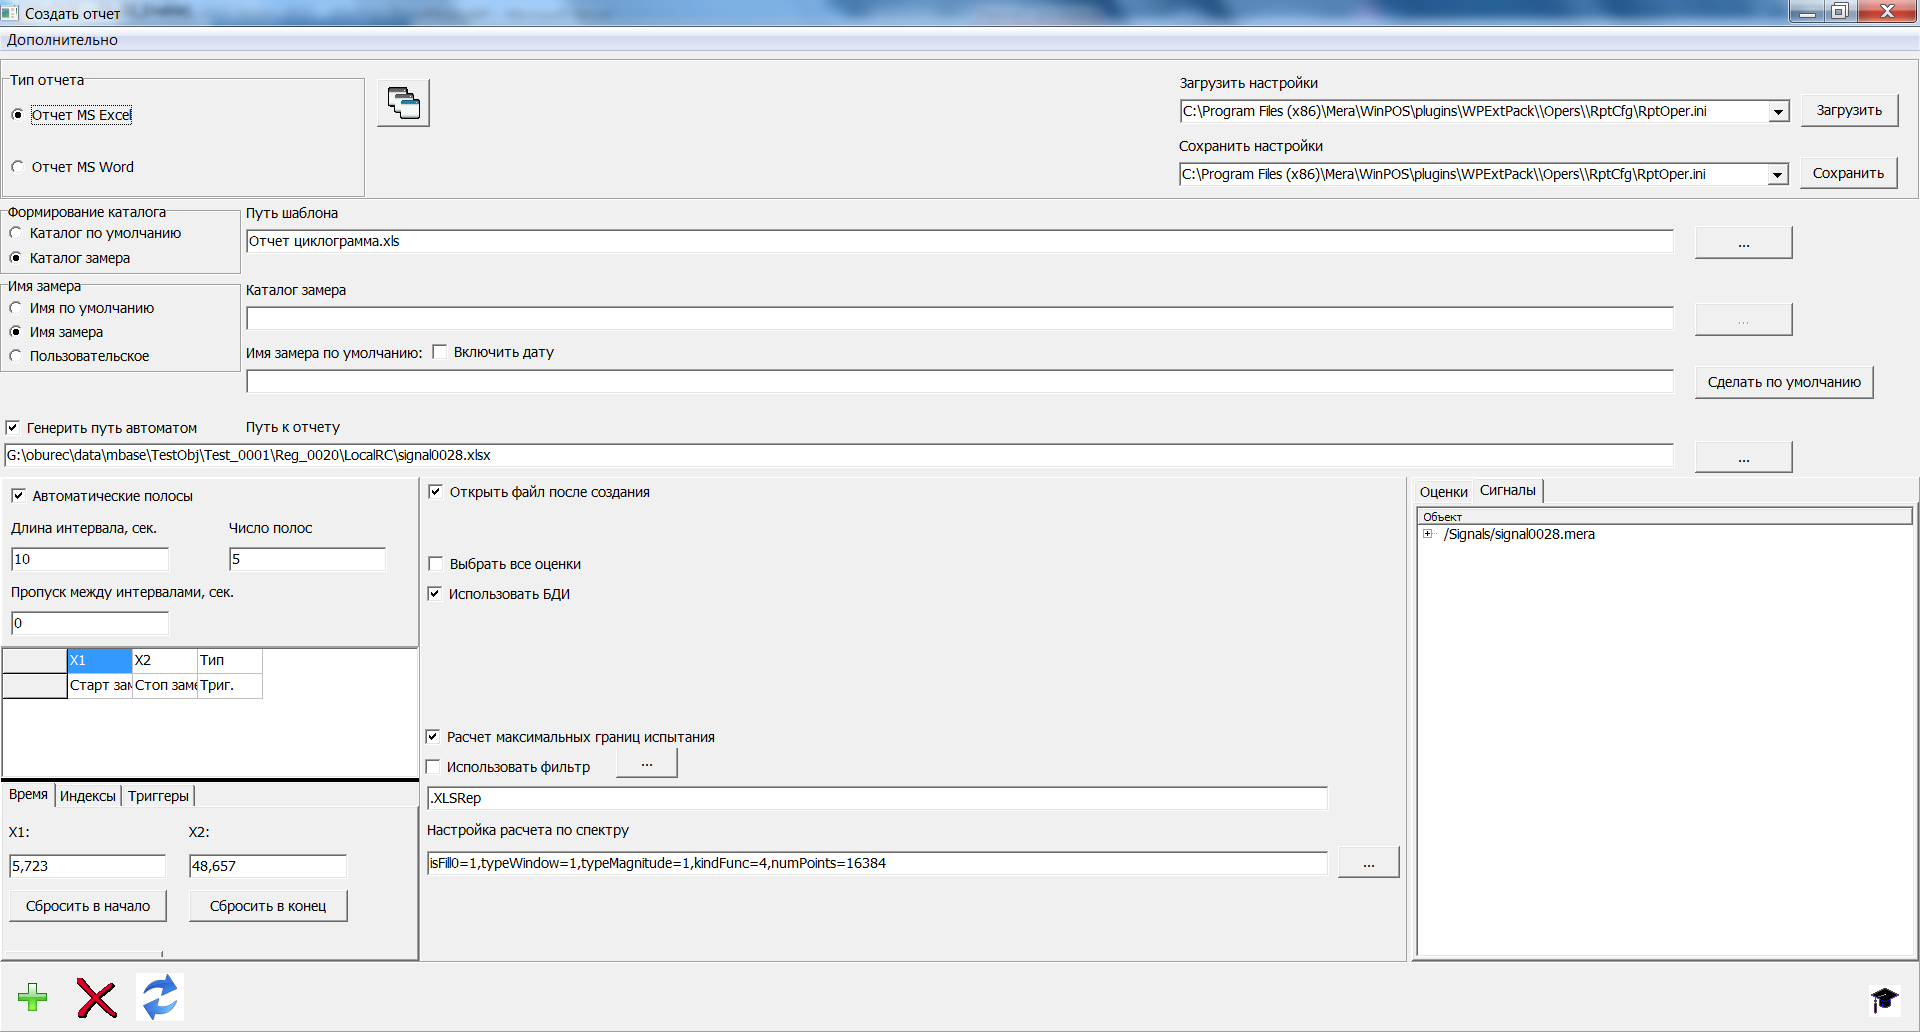 Создать отчет
Дополнительно
Тип отчета
Отчет MS Excel
Отчет MS Word
Загрузить настройки
C:\Program Files (x86)\Mera\WinPOS\plugins\WPExtPack\\Opers\\RptCfg\RptOper.ini
Загрузить
Сохранить настройки
C:\Program Files (x86)\Mera\WinPOS\plugins\WPExtPack\\Opers\\RptCfg\RptOper.ini
Сохранить
Формирование каталога
Каталог по умолчанию
Каталог замера
Путь шаблона
Отчет циклограмма.xls
...
Имя замера
Имя по умолчанию
Имя замера
Пользовательское
Каталог замера
...
Имя замера по умолчанию:
Включить дату
Сделать по умолчанию
Генерить путь автоматом
Путь к отчету
G:\oburec\data\mbase\TestObj\Test_0001\Reg_0020\LocalRC\signal0028.xlsx
...
Автоматические полосы
Длина интервала, сек.
Число полос
10
5
Пропуск между интервалами, сек.
0
X1 X2 Тип
Старт зам Стоп заме Триг.
Время Индексы Триггеры
X1: X2:
5,723 48,657
Сбросить в начало
Сбросить в конец
Открыть файл после создания
Выбрать все оценки
Использовать БДИ
Расчет максимальных границ испытания
Использовать фильтр
...
.XLSRep
Настройка расчета по спектру
isFill0=1,typeWindow=1,typeMagnitude=1,kindFunc=4,numPoints=16384
...
Оценки Сигналы
Объект
/Signals/signal0028.mera